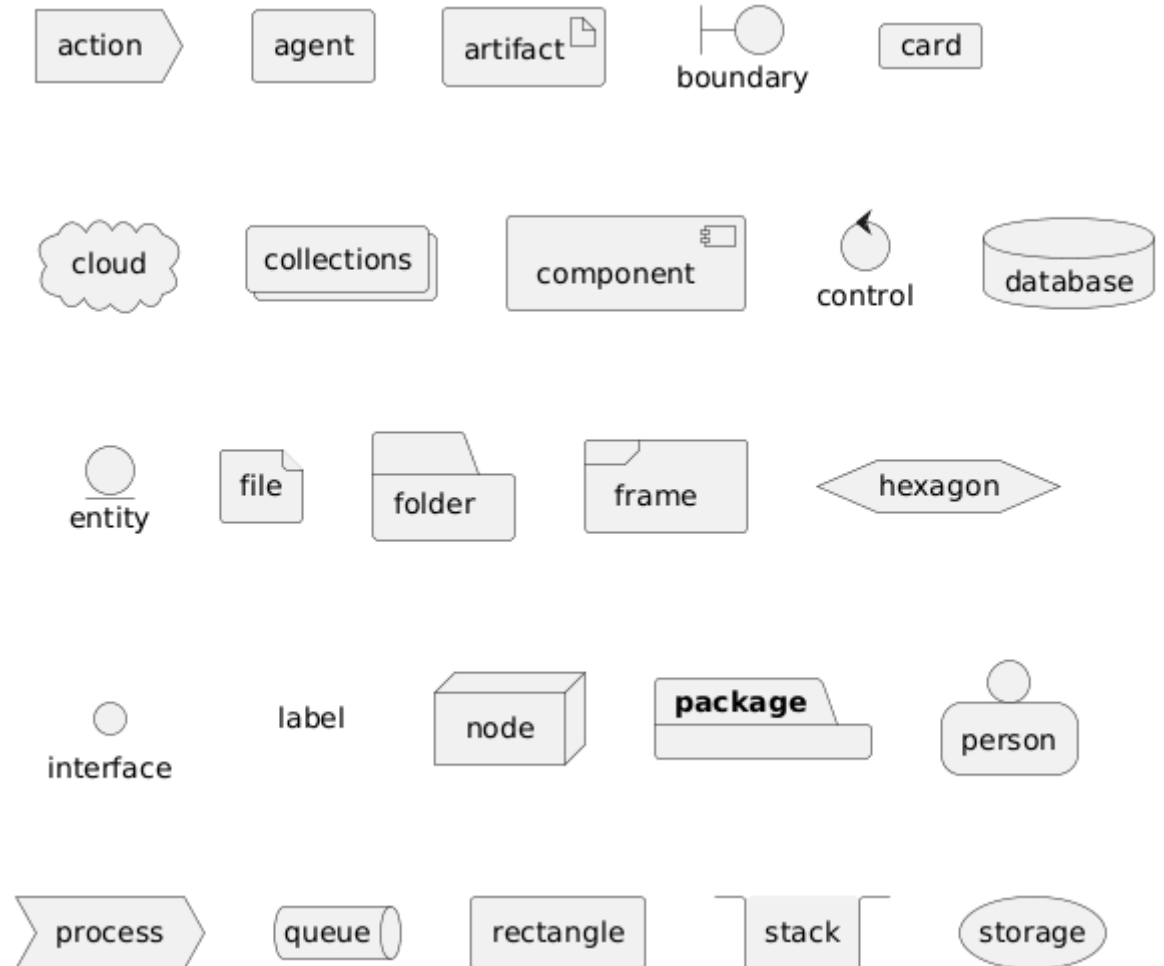 action
agent
artifact
boundary
card
cloud
collections
component
control
database
entity
file
folder
frame
hexagon
interface
label
node
package
person
process
queue
rectangle
stack
storage